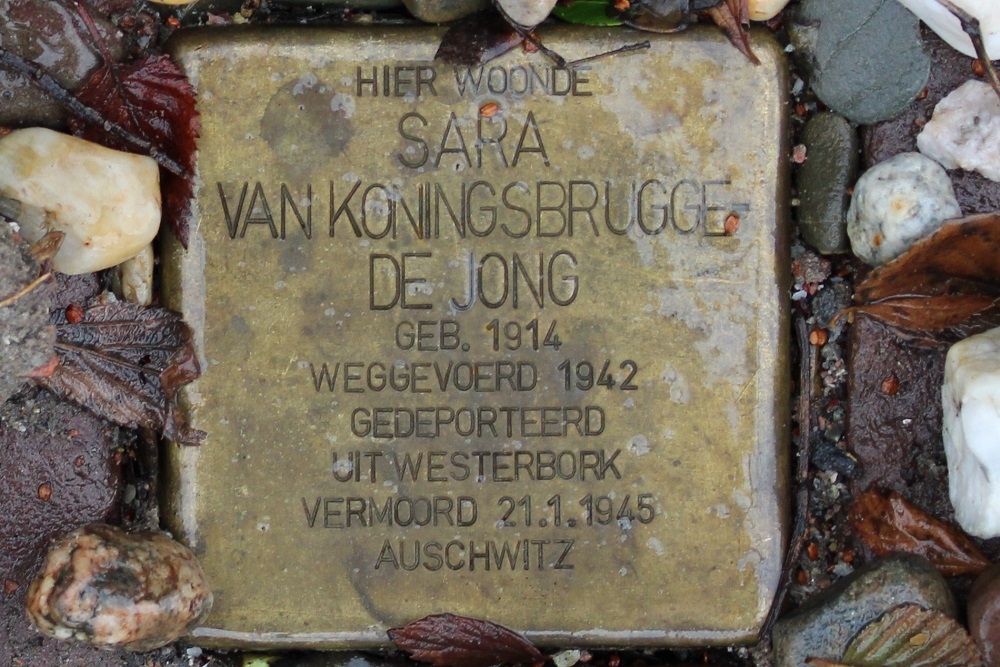 HIER WOONDE
SARA
VAN KONINGSBRUGGE-
DE JONG
GEB. 1914
WEGGEVOERD 1942
GEDEPORTEERD
UIT WESTERBORK
VERMOORD 21.1.1945
AUSCHWITZ